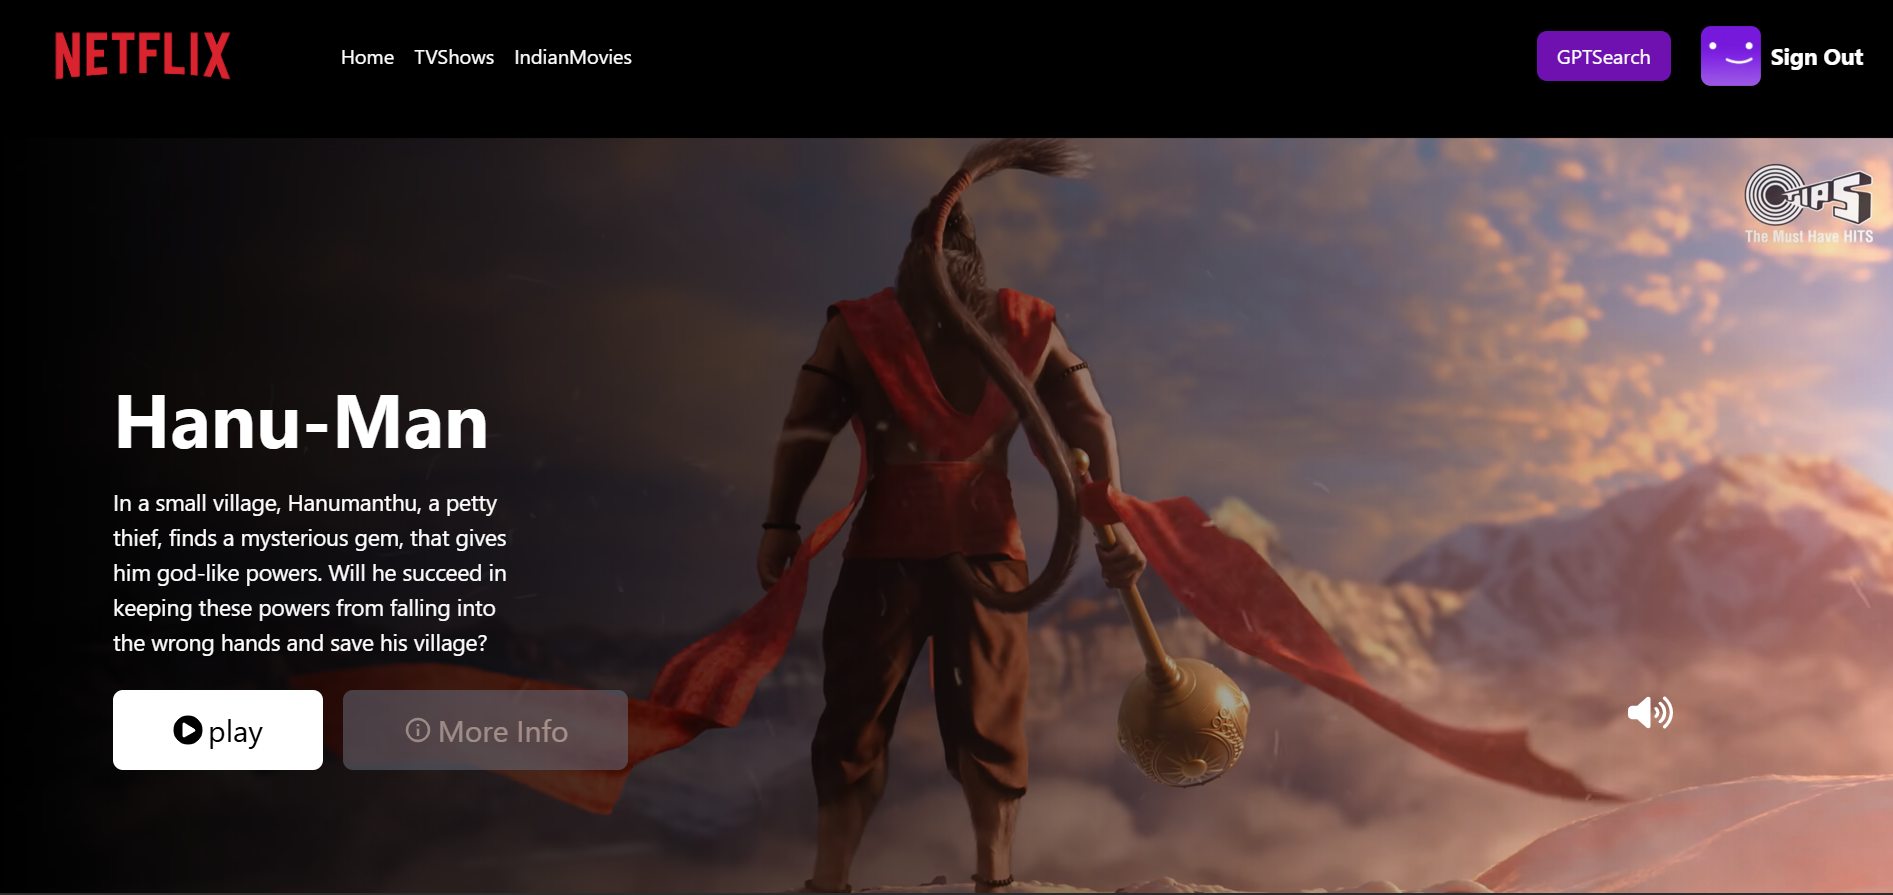 NETFLIX
Home TVShows IndianMovies
GPTSearch
Sign Out
TIPS
The Must Have HITS
Hanu-Man
In a small village, Hanumanthu, a petty
thief, finds a mysterious gem, that gives
him god-like powers. Will he succeed in
keeping these powers from falling into
the wrong hands and save his village?
play
More Info